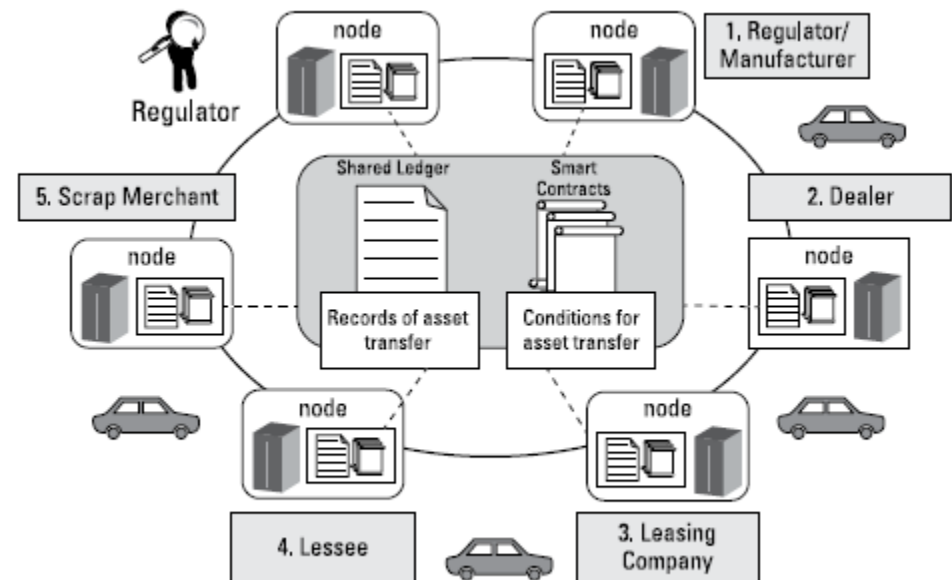 node
node
1. Regulator/
Manufacturer
Regulator
Shared Ledger
Smart
Contracts
5. Scrap Merchant
2. Dealer
node
node
Records of asset
transfer
Conditions for
asset transfer
node
node
4. Lessee
3. Leasing
Company